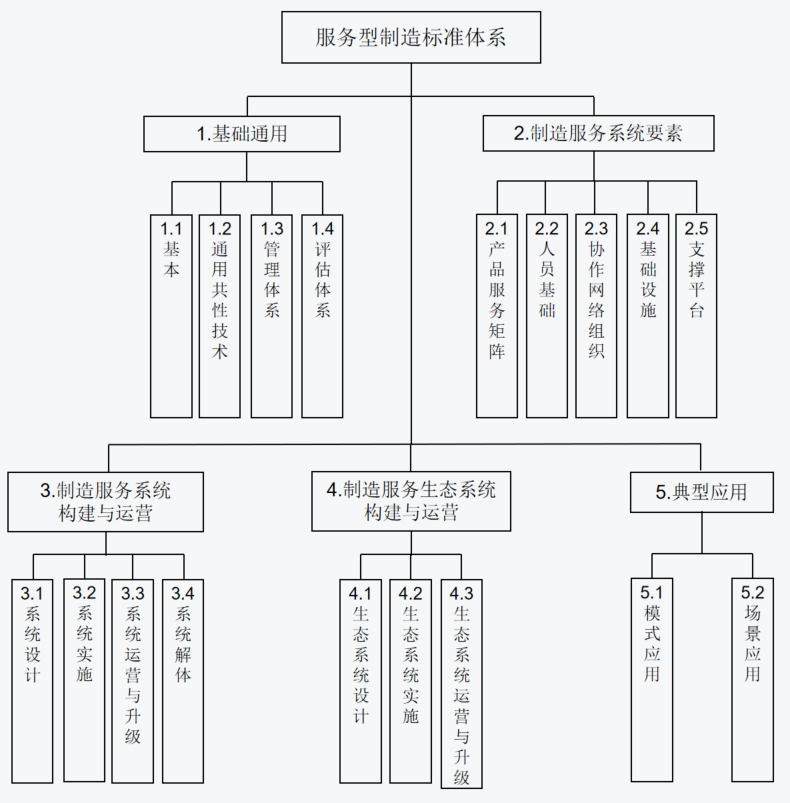 服务型制造标准体系
1.基础通用
2.制造服务系统要素
1.1
基本
1.2
通用共性技术
1.3
管理体系
1.4
评估体系
2.1
产品服务矩阵
2.2
人员基础
2.3
协作网络组织
2.4
基础设施
2.5
支撑平台
3.制造服务系统
构建与运营
4.制造服务生态系统
构建与运营
5.典型应用
3.1
系统设计
3.2
系统实施
3.3
系统运营与升级
3.4
系统解体
4.1
生态系统设计
4.2
生态系统实施
4.3
生态系统运营与升级
5.1
模式应用
5.2
场景应用